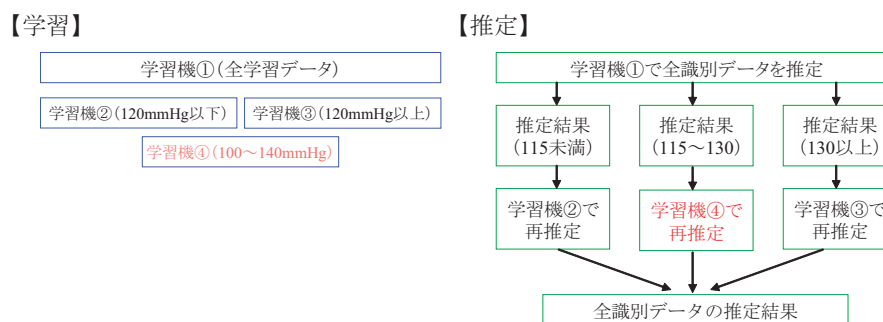 【学習】
学習機①(全学習データ)
学習機②(120mmHg以下)
学習機③(120mmHg以上)
学習機④(100～140mmHg)
【推定】
学習機①で全識別データを推定
推定結果
(115未満)
推定結果
(115～130)
推定結果
(130以上)
学習機②で
再推定
学習機④で
再推定
学習機③で
再推定
全識別データの推定結果